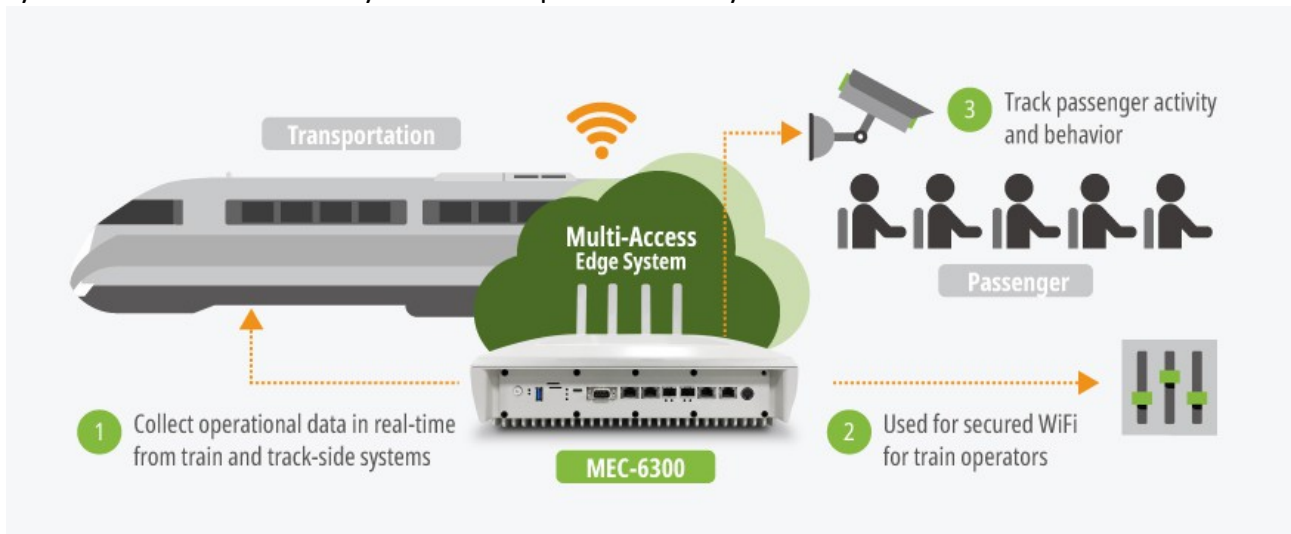 Transportation
Multi-Access
Edge System
3
Track passenger activity
and behavior
Passenger
1
Collect operational data in real-time
from train and track-side systems
MEC-6300
2
Used for secured WiFi
for train operators